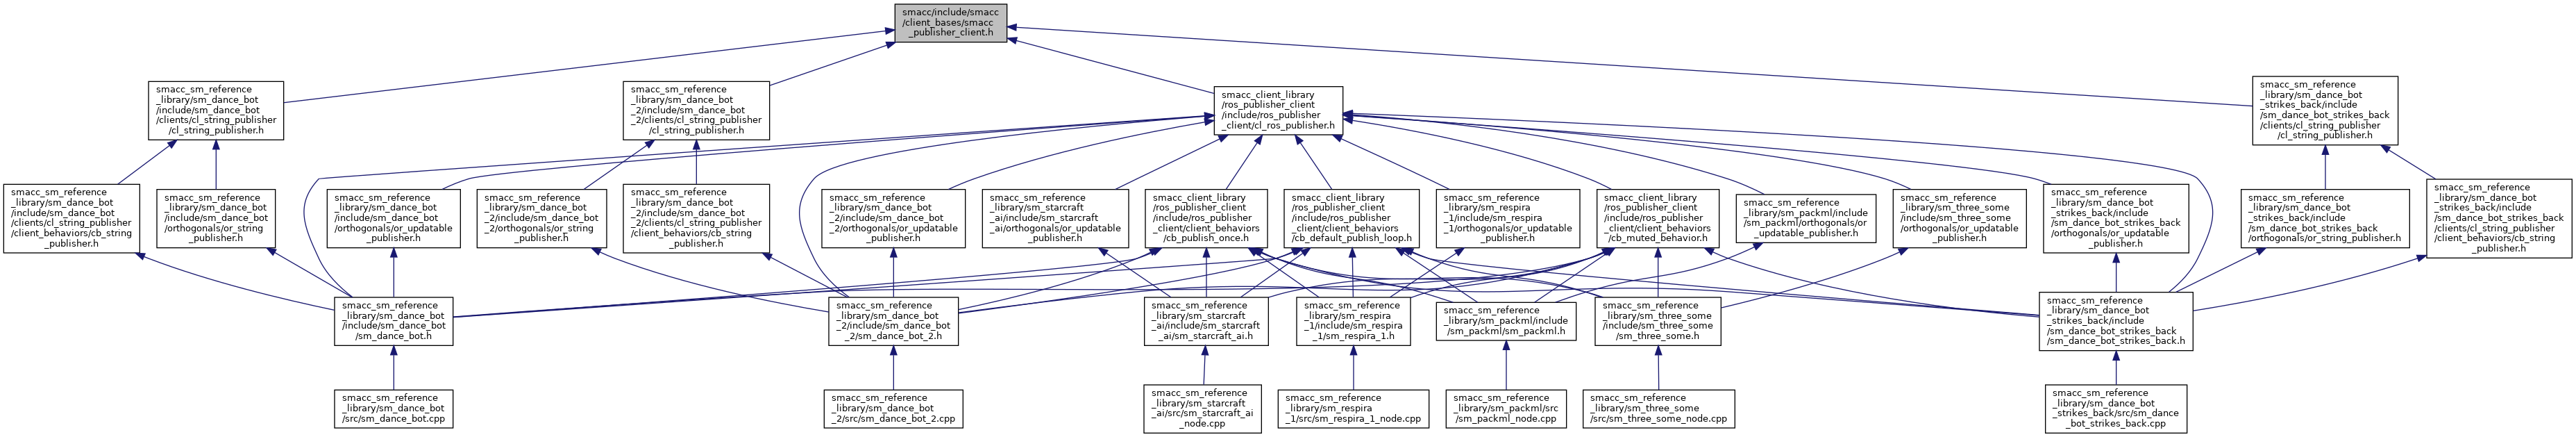 smacc/include/smacc
/client_bases/smacc
_publisher_client.h
smacc_sm_reference
_library/sm_dance_bot
/include/sm_dance_bot
/clients/cl_string_publisher
/cl_string_publisher.h
smacc_sm_reference
_library/sm_dance_bot
_2/include/sm_dance_bot
_2/clients/cl_string_publisher
/cl_string_publisher.h
smacc_client_library
/ros_publisher_client
/include/ros_publisher
_client/cl_ros_publisher.h
smacc_sm_reference
_library/sm_dance_bot
_strikes_back/include
/sm_dance_bot_strikes_back
/clients/cl_string_publisher
/cl_string_publisher.h
smacc_sm_reference
_library/sm_dance_bot
/include/sm_dance_bot
/clients/cl_string_publisher
/client_behaviors/cb_string
_publisher.h
smacc_sm_reference
_library/sm_dance_bot
/include/sm_dance_bot
/orthogonals/or_string
_publisher.h
smacc_sm_reference
_library/sm_dance_bot
/include/sm_dance_bot
/orthogonals/or_updatable
_publisher.h
smacc_sm_reference
_library/sm_dance_bot
_2/include/sm_dance_bot
_2/orthogonals/or_string
_publisher.h
smacc_sm_reference
_library/sm_dance_bot
_2/include/sm_dance_bot
_2/clients/cl_string_publisher
/client_behaviors/cb_string
_publisher.h
smacc_sm_reference
_library/sm_dance_bot
_2/include/sm_dance_bot
_2/orthogonals/or_updatable
_publisher.h
smacc_sm_reference
_library/sm_starcraft
_ai/include/sm_starcraft
_ai/orthogonals/or_updatable
_publisher.h
smacc_client_library
/ros_publisher_client
/include/ros_publisher
_client/client_behaviors
/cb_publish_once.h
smacc_client_library
/ros_publisher_client
/include/ros_publisher
_client/client_behaviors
/cb_default_publish_loop.h
smacc_sm_reference
_library/sm_respira
_1/include/sm_respira
_1/orthogonals/or_updatable
_publisher.h
smacc_client_library
/ros_publisher_client
/include/ros_publisher
_client/client_behaviors
/cb_muted_behavior.h
smacc_sm_reference
_library/sm_packml/include
/sm_packml/orthogonals/or
_updatable_publisher.h
smacc_sm_reference
_library/sm_three_some
/include/sm_three_some
/orthogonals/or_updatable
_publisher.h
smacc_sm_reference
_library/sm_dance_bot
_strikes_back/include
/sm_dance_bot_strikes_back
/orthogonals/or_updatable
_publisher.h
smacc_sm_reference
_library/sm_dance_bot
_strikes_back/include
/sm_dance_bot_strikes_back
/orthogonals/or_string_publisher.h
smacc_sm_reference
_library/sm_dance_bot
_strikes_back/include
/sm_dance_bot_strikes_back
/clients/cl_string_publisher
/client_behaviors/cb_string
_publisher.h
smacc_sm_reference
_library/sm_dance_bot
/include/sm_dance_bot
/sm_dance_bot.h
smacc_sm_reference
_library/sm_dance_bot
_2/include/sm_dance_bot
_2/sm_dance_bot_2.h
smacc_sm_reference
_library/sm_starcraft
_ai/include/sm_starcraft
_ai/sm_starcraft_ai.h
smacc_sm_reference
_library/sm_respira
_1/include/sm_respira
_1/sm_respira_1.h
smacc_sm_reference
_library/sm_packml/include
/sm_packml/sm_packml.h
smacc_sm_reference
_library/sm_three_some
/include/sm_three_some
/sm_three_some.h
smacc_sm_reference
_library/sm_dance_bot
_strikes_back/include
/sm_dance_bot_strikes_back
/sm_dance_bot_strikes_back.h
smacc_sm_reference
_library/sm_dance_bot
/src/sm_dance_bot.cpp
smacc_sm_reference
_library/sm_dance_bot
_2/src/sm_dance_bot_2.cpp
smacc_sm_reference
_library/sm_starcraft
_ai/src/sm_starcraft_ai
_node.cpp
smacc_sm_reference
_library/sm_respira
_1/src/sm_respira_1_node.cpp
smacc_sm_reference
_library/sm_packml/src
/sm_packml_node.cpp
smacc_sm_reference
_library/sm_three_some
/src/sm_three_some_node.cpp
smacc_sm_reference
_library/sm_dance_bot
_strikes_back/src/sm_dance
_bot_strikes_back.cpp